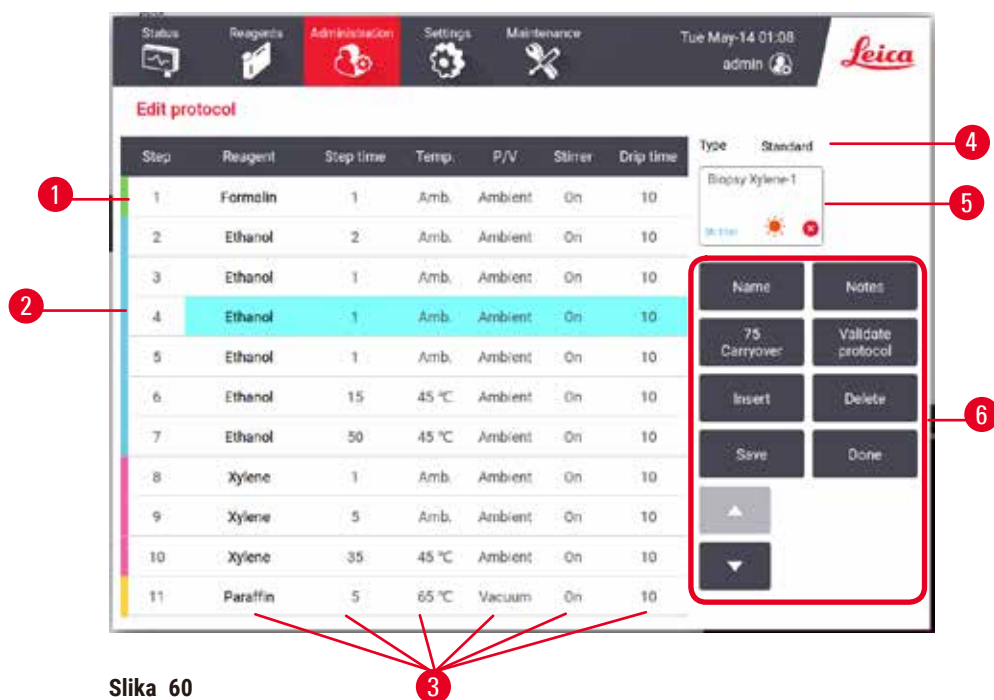 Status Reagents Administration Settings Maintenance
Tue May-14 01:08
admin
Leica
Edit protocol
Step Reagent Step time Temp. P/V Stirrer Drip time
1 Formalin 1 Amb. Ambient On 10
2 Ethanol 2 Amb. Ambient On 10
3 Ethanol 1 Amb. Ambient On 10
4 Ethanol 1 Amb. Ambient On 10
5 Ethanol 1 Amb. Ambient On 10
6 Ethanol 15 45 °C Ambient On 10
7 Ethanol 50 45 °C Ambient On 10
8 Xylene 1 Amb. Ambient On 10
9 Xylene 5 Amb. Ambient On 10
10 Xylene 35 45 °C Ambient On 10
11 Paraffin 5 65 °C Vacuum On 10
Type Standard
Biopsy Xylene-1
Name
Notes
75
Carryover
Validate
protocol
Insert
Delete
Save
Done
1
2
3
4
5
6
Slika 60